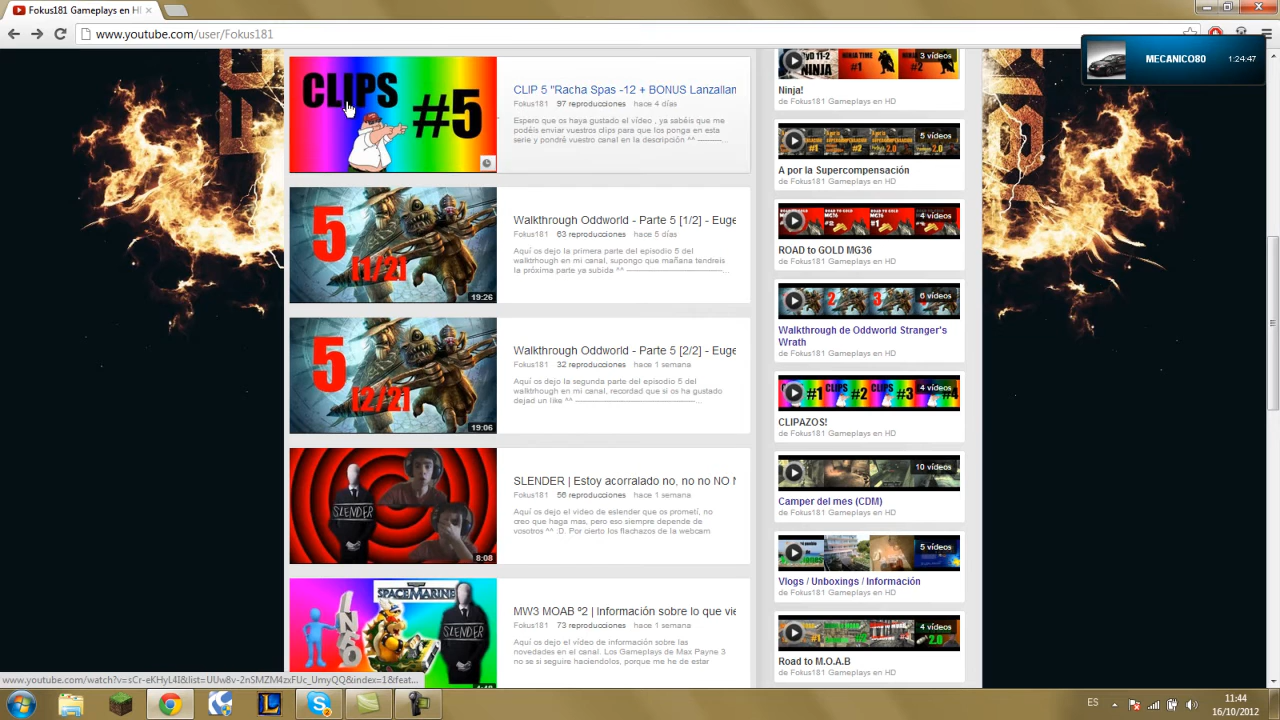 Fokus181 Gameplays en H
www.youtube.com/user/Fokus181
MECANICO80
1:24:47
CLIPS
#5
CLIP 5 "Racha Spas -12 + BONUS Lanzallan
Fokus181 97 reproducciones hace 4 días
Espero que os haya gustado el vídeo , ya sabéis que me
podéis enviar vuestros clips para que los ponga en esta
serie y pondré vuestro canal en la descripción ^^ ---------...
5
[1/2]
19:26
Walkthrough Oddworld - Parte 5 [1/2] - Euge
Fokus181 63 reproducciones hace 5 días
Aquí os dejo la primera parte del episodio 5 del
walktrhough en mi canal, supongo que mañana tendreis
la próxima parte ya subida ^^ ---------...
5
[2/2]
19:06
Walkthrough Oddworld - Parte 5 [2/2] - Euge
Fokus181 32 reproducciones hace 1 semana
Aquí os dejo la segunda parte del episodio 5 del
walktrhough en mi canal, recordad que si os ha gustado
dejad un like ^^ ---------...
SLENDER
8:08
SLENDER | Estoy acorralado no, no no NO N
Fokus181 56 reproducciones hace 1 semana
Aquí os dejo el video de eslender que os prometí, no
creo que haga mas, pero eso siempre depende de
vosotros ^^ :D. Por cierto los flachazos de la webcam
INFO
SPACE MARINE
SLENDER
MW3 MOAB º2 | Información sobre lo que vie
Fokus181 73 reproducciones hace 1 semana
Aquí os dejo el vídeo de información sobre las
novedades en el canal. Los Gameplays de Max Payne 3
no se si seguire haciendolos, porque me he de estar
NINJA
#1
#2
3 vídeos
Ninja!
de Fokus181 Gameplays en HD
5 vídeos
A por la Supercompensación
de Fokus181 Gameplays en HD
4 vídeos
ROAD to GOLD MG36
de Fokus181 Gameplays en HD
2
3
6 vídeos
Walkthrough de Oddworld Stranger's
Wrath
de Fokus181 Gameplays en HD
#1 CLIPS #2 CLIPS #3 #4
4 vídeos
CLIPAZOS!
de Fokus181 Gameplays en HD
10 vídeos
Camper del mes (CDM)
de Fokus181 Gameplays en HD
5 vídeos
Vlogs / Unboxings / Información
de Fokus181 Gameplays en HD
4 vídeos
2.0
Road to M.O.A.B
de Fokus181 Gameplays en HD
ES
11:44
16/10/2012